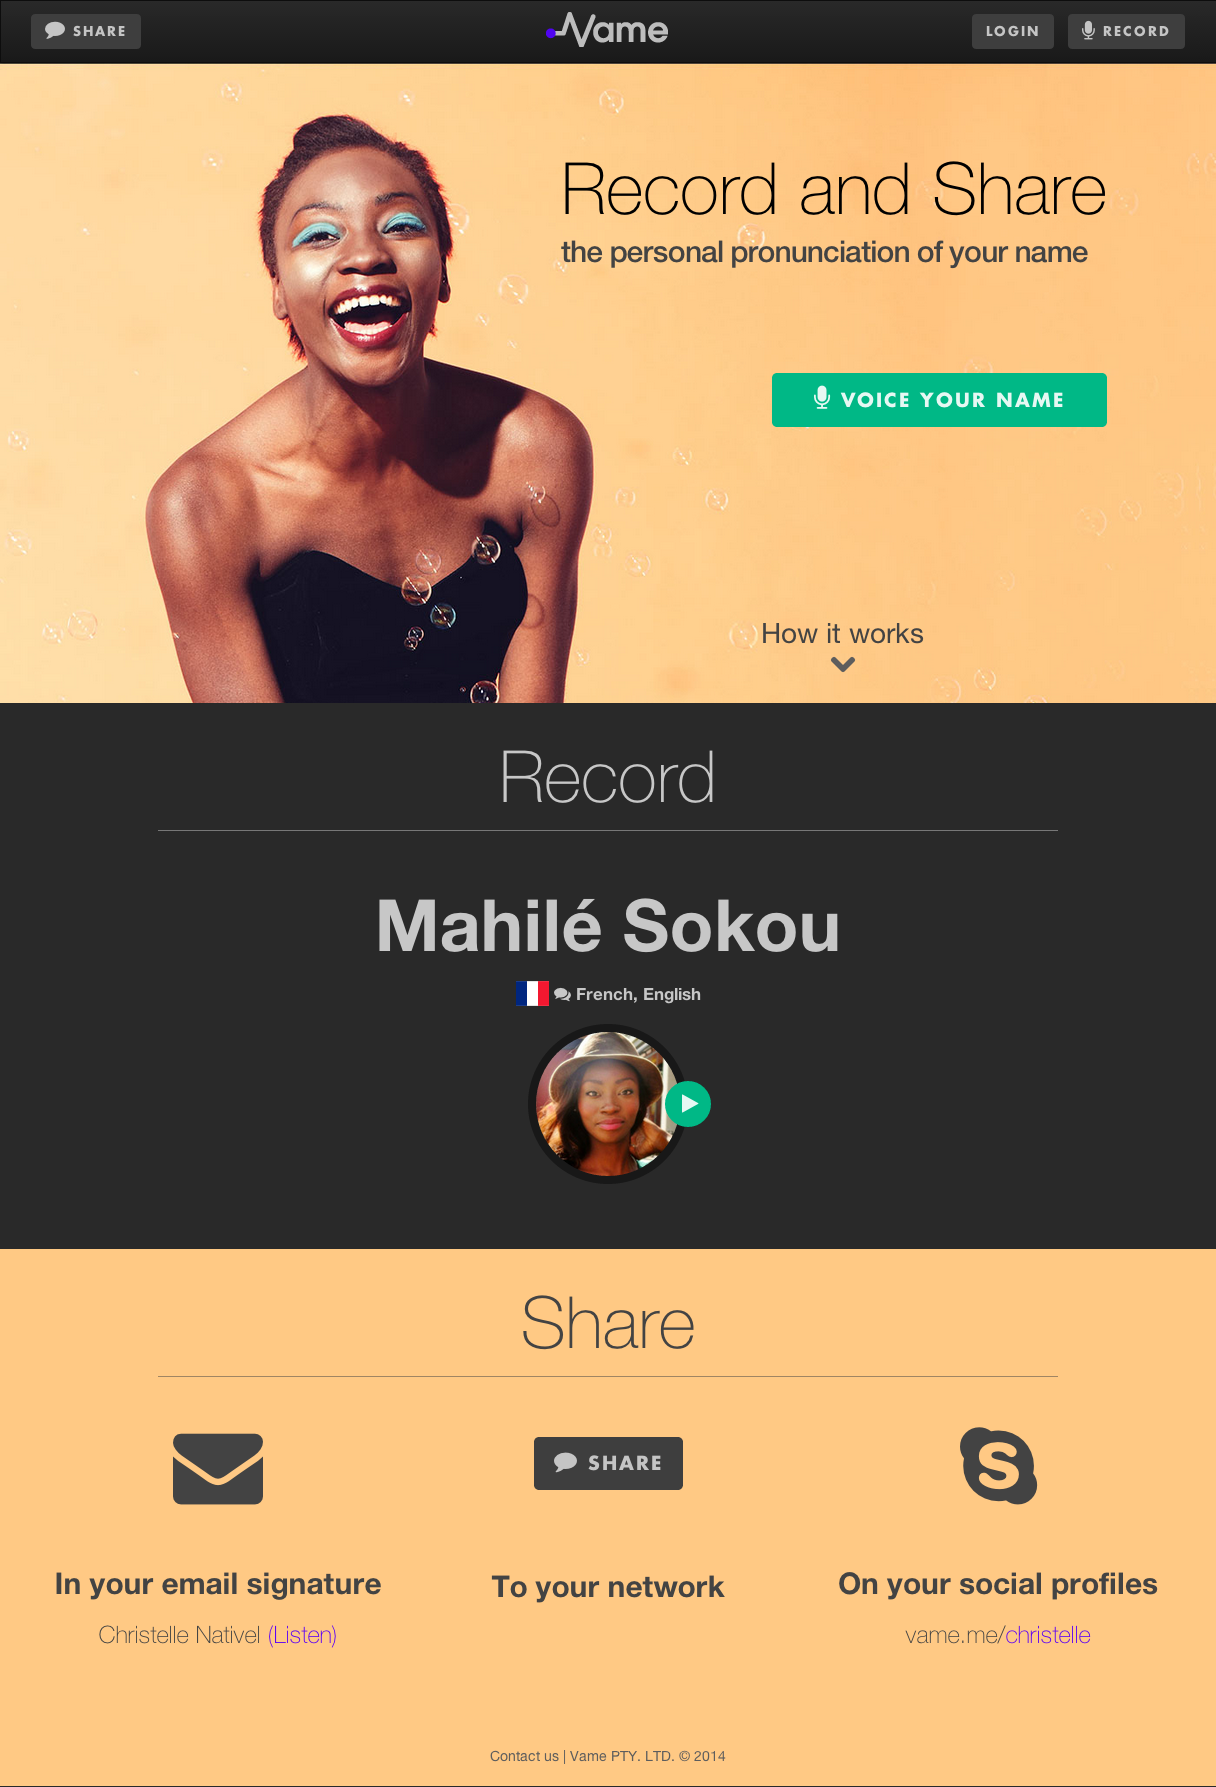 SHARE
Vame
LOGIN
RECORD
Record and Share
the personal pronunciation of your name
VOICE YOUR NAME
How it works
Record
Mahilé Sokou
French, English
Share
SHARE
In your email signature
To your network
On your social profiles
Christelle Nativel (Listen)
vame.me/christelle
Contact us | Vame PTY. LTD. © 2014